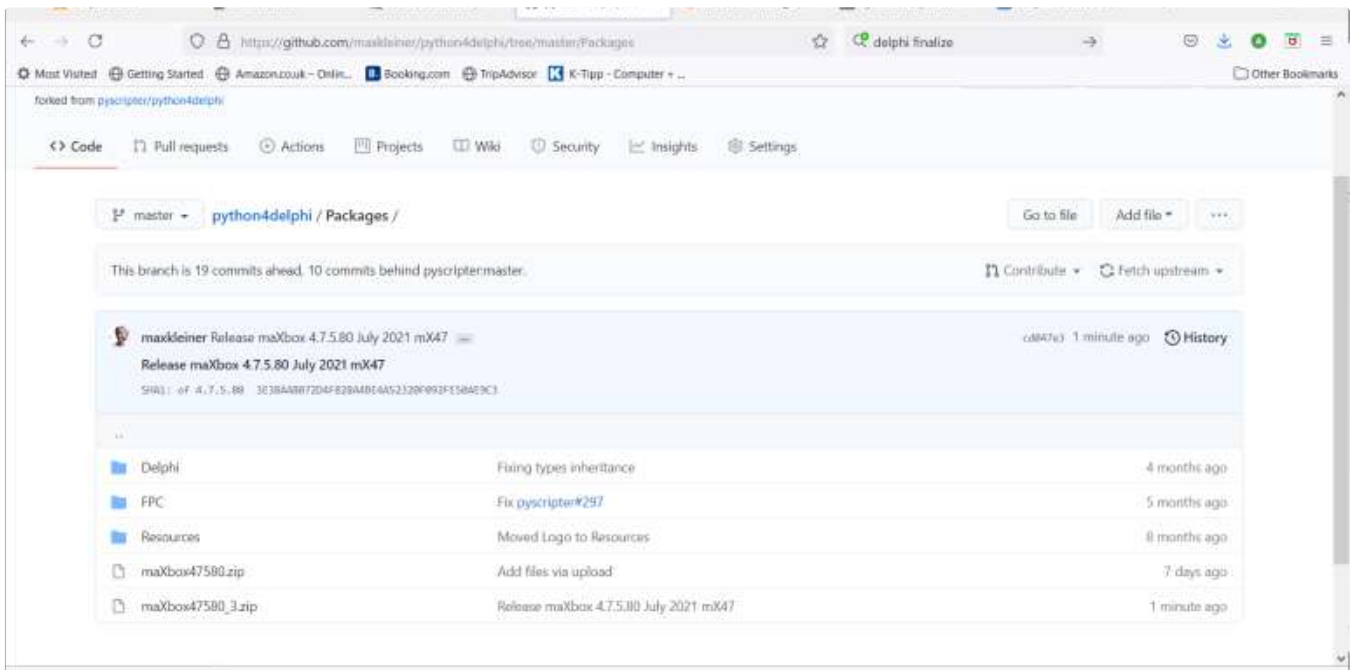 https://github.com/maxkleiner/python4delphi/tree/master/Packages delphi finalize
Most Visited Getting Started Amazon.co.uk – Onlin... Booking.com TripAdvisor K-Tipp - Computer + ... Other Bookmarks
forked from pyscripter/python4delphi
<> Code Pull requests Actions Projects Wiki Security Insights Settings
master python4delphi / Packages / Go to file Add file ...
This branch is 19 commits ahead, 10 commits behind pyscripter:master. Contribute Fetch upstream
maxkleiner Release maXbox 4.7.5.80 July 2021 mX47 ... 1 minute ago History
Release maXbox 4.7.5.80 July 2021 mX47
SHA1: of 4.7.5.80
..
Delphi Fixing types inheritance 4 months ago
FPC Fix pyscripter#297 5 months ago
Resources Moved Logo to Resources 8 months ago
maXbox47580.zip Add files via upload 7 days ago
maXbox47580_3.zip Release maXbox 4.7.5.80 July 2021 mX47 1 minute ago